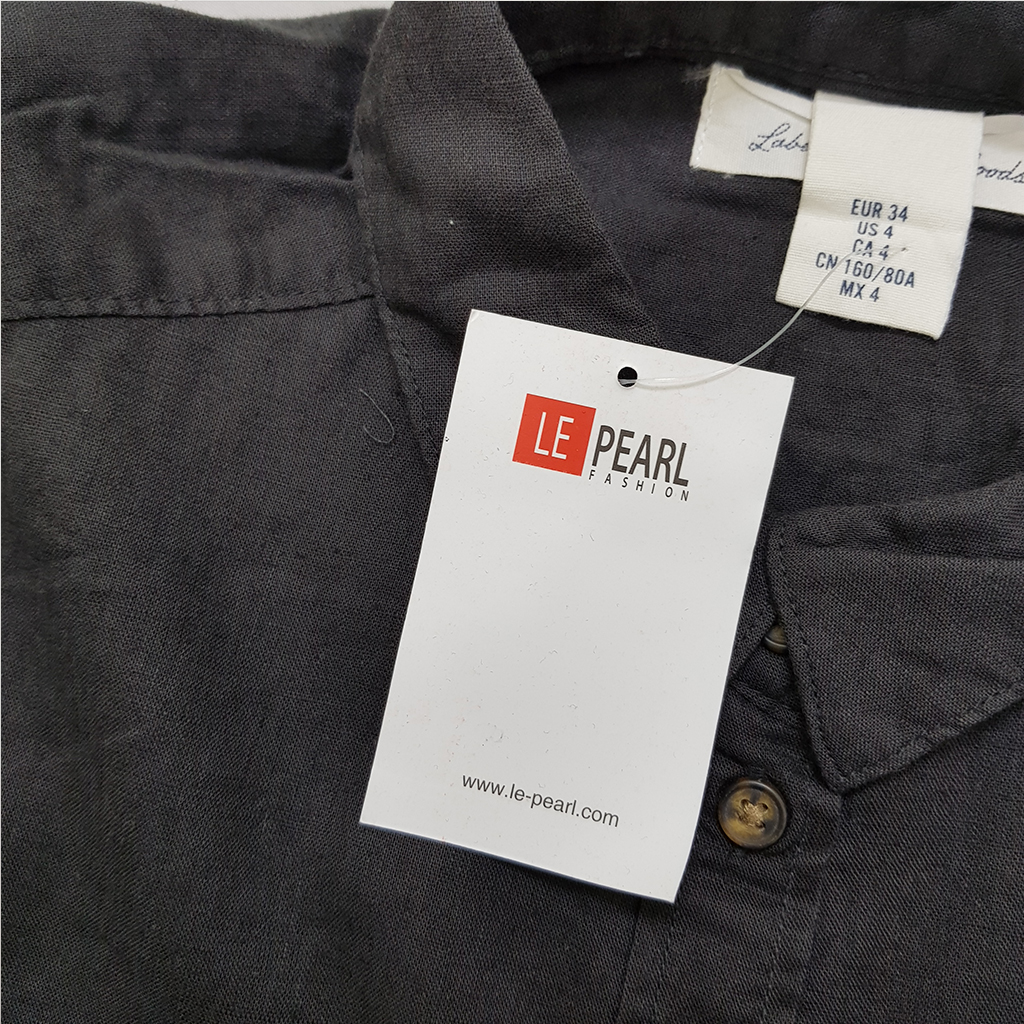 EUR 34
US 4
CA 4
CN 160/80A
MX 4
LE PEARL
FASHION
www.le-pearl.com